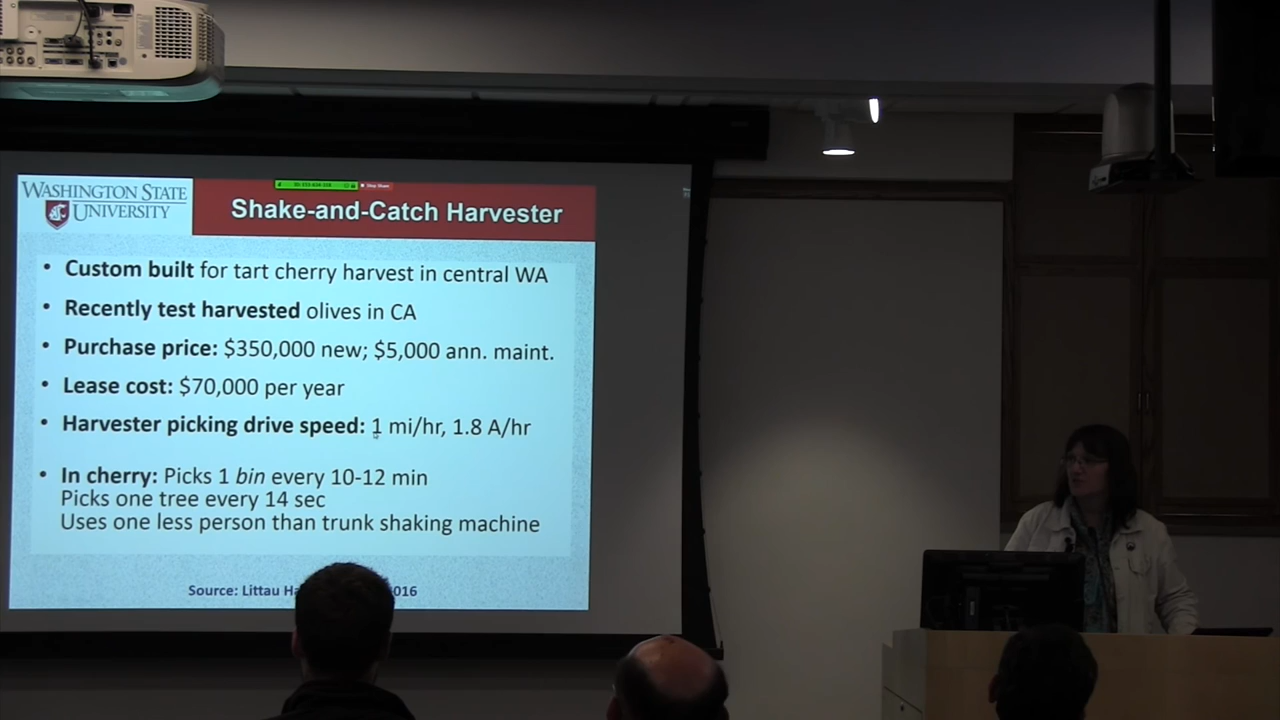 WASHINGTON STATE
UNIVERSITY
Stop Share
Shake-and-Catch Harvester
• Custom built for tart cherry harvest in central WA
• Recently test harvested olives in CA
• Purchase price: $350,000 new; $5,000 ann. maint.
• Lease cost: $70,000 per year
• Harvester picking drive speed: 1 mi/hr, 1.8 A/hr
• In cherry: Picks 1 bin every 10-12 min
Picks one tree every 14 sec
Uses one less person than trunk shaking machine
Source: Littau